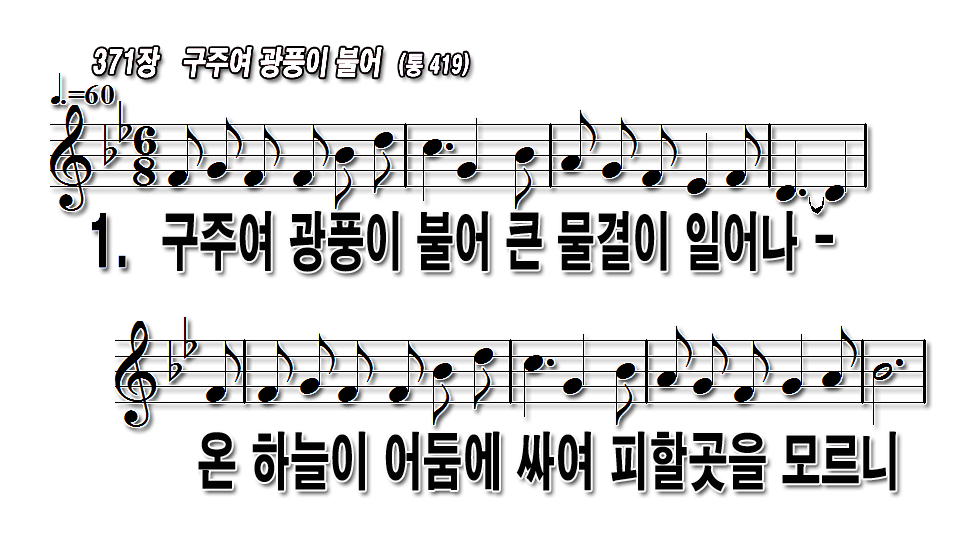 371장 구주여 광풍이 불어 (통 419)
♩.=60
6
8
1. 구주여 광풍이 불어 큰 물결이 일어나 -
온 하늘이 어둠에 싸여 피할곳을 모르니